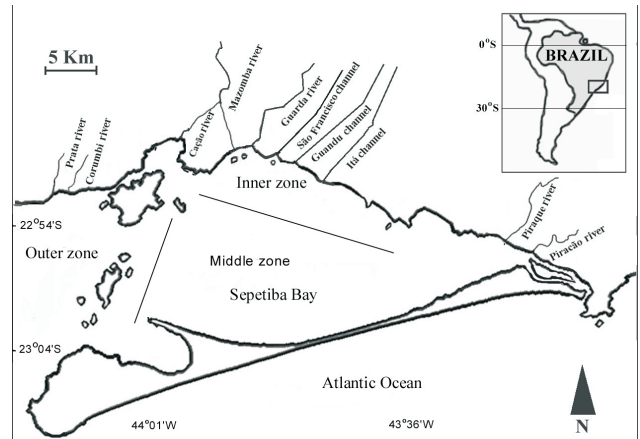 5 Km
0°S
BRAZIL
30°S
Prata river
Corumbi river
Cação river
Mazomba river
Guarda river
São Francisco channel
Guandu channel
Itá channel
Inner zone
Piraque river
Piracão river
22°54'S
Outer zone
Middle zone
Sepetiba Bay
23°04'S
Atlantic Ocean
44°01'W
43°36'W
N